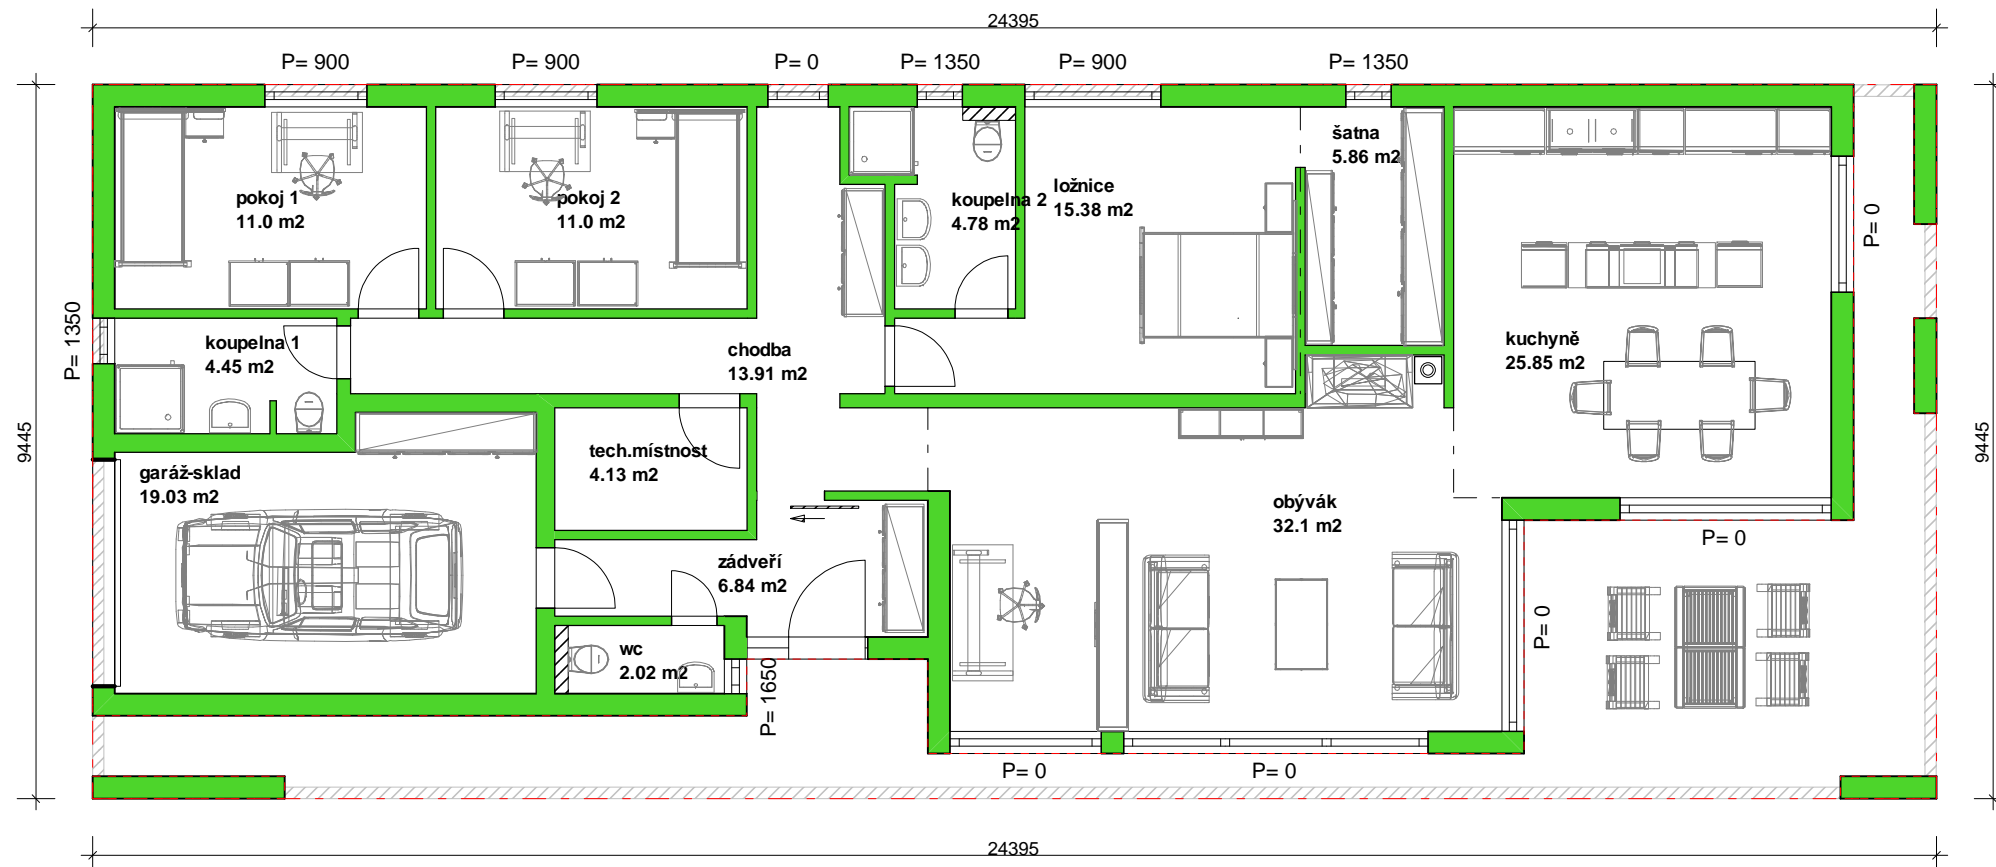 24395
P= 900
P= 900
P= 0
P= 1350
P= 900
P= 1350
šatna
5.86 m2
pokoj 1
11.0 m2
pokoj 2
11.0 m2
koupelna 2
4.78 m2
ložnice
15.38 m2
P= 0
P= 1350
koupelna 1
4.45 m2
chodba
13.91 m2
kuchyně
25.85 m2
9445
9445
garáž-sklad
19.03 m2
tech.místnost
4.13 m2
obývák
32.1 m2
P= 0
zádveří
6.84 m2
P= 0
wc
2.02 m2
P= 1650
P= 0
P= 0
24395